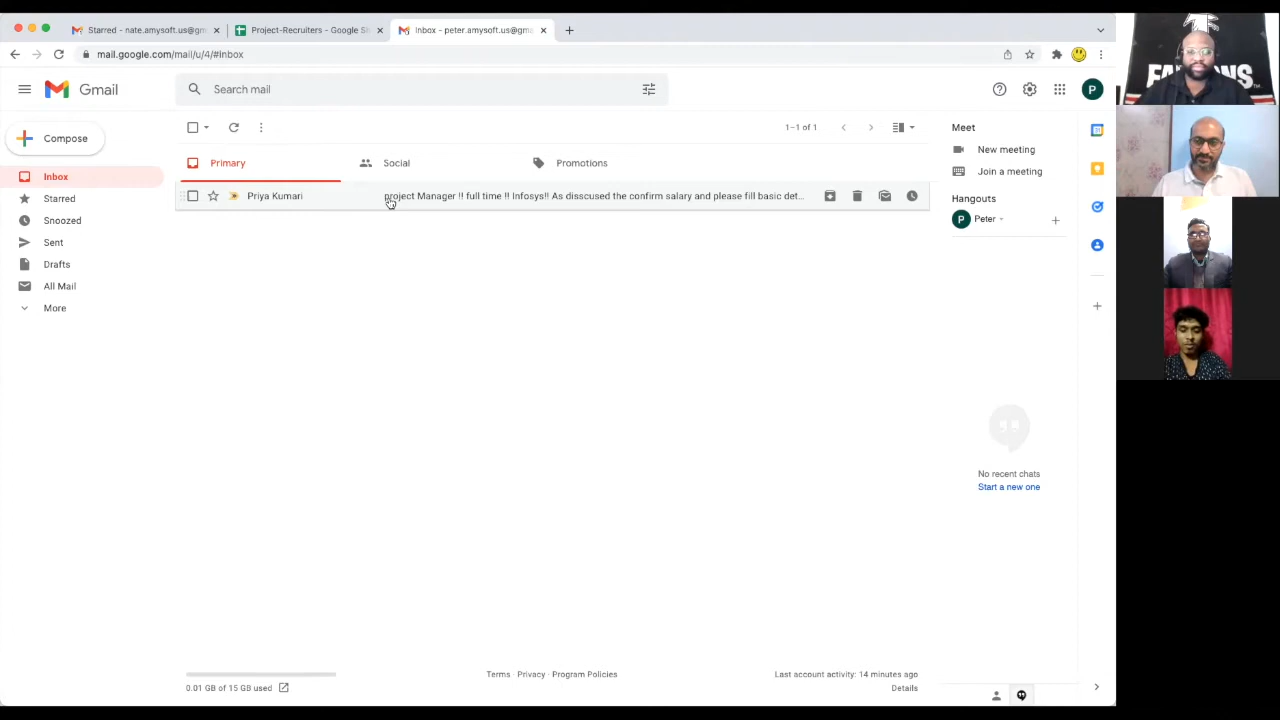 Starred - nate.amysoft.us@gm
Project-Recruiters - Google Sh
Inbox - peter.amysoft.us@gma
mail.google.com/mail/u/4/#inbox
Gmail
Search mail
P
Compose
1–1 of 1
Meet
Primary
Social
Promotions
New meeting
Inbox
Join a meeting
Priya Kumari
project Manager !! full time !! Infosys!! As disscused the confirm salary and please fill basic det...
Starred
Hangouts
Snoozed
P
Peter
Sent
Drafts
All Mail
More
No recent chats
Start a new one
0.01 GB of 15 GB used
Terms · Privacy · Program Policies
Last account activity: 14 minutes ago
Details